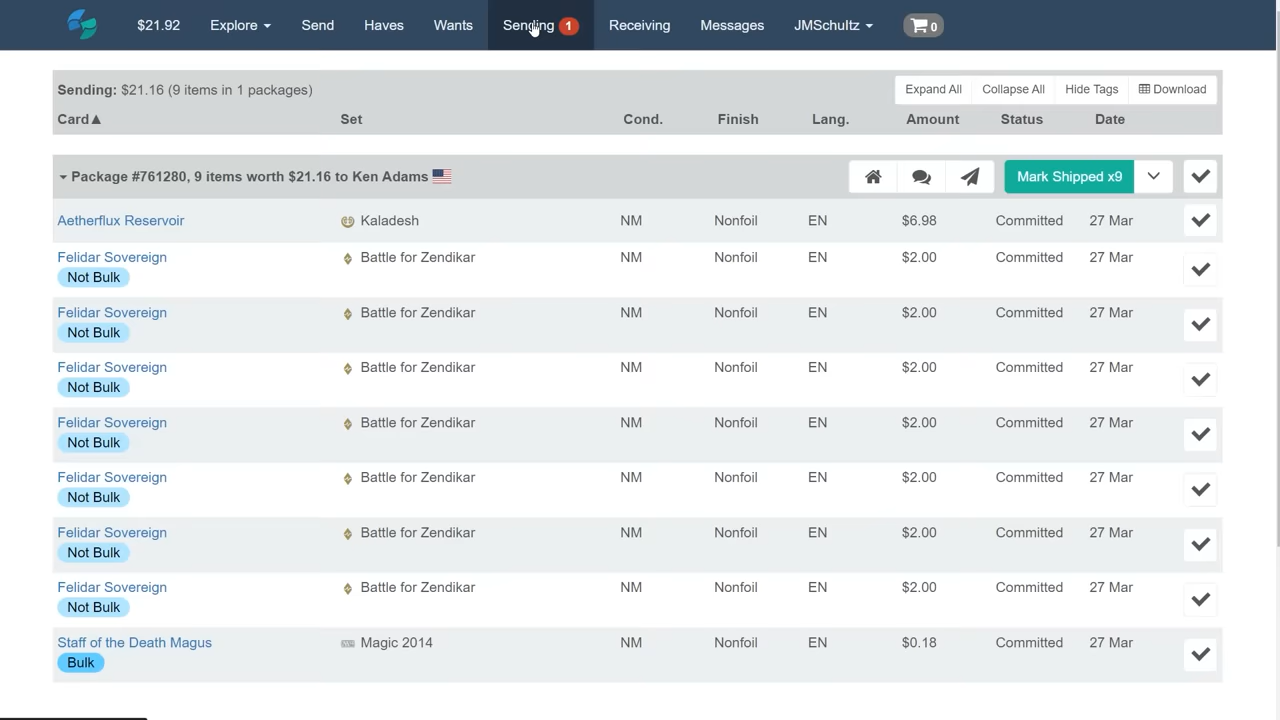 $21.92 Explore Send Haves Wants Sending 1 Receiving Messages JMSchultz 0
Sending: $21.16 (9 items in 1 packages) Expand All Collapse All Hide Tags Download
Card▲ Set Cond. Finish Lang. Amount Status Date
Package #761280, 9 items worth $21.16 to Ken Adams Mark Shipped x9
Aetherflux Reservoir Kaladesh NM Nonfoil EN $6.98 Committed 27 Mar
Felidar Sovereign Battle for Zendikar NM Nonfoil EN $2.00 Committed 27 Mar
Not Bulk
Felidar Sovereign Battle for Zendikar NM Nonfoil EN $2.00 Committed 27 Mar
Not Bulk
Felidar Sovereign Battle for Zendikar NM Nonfoil EN $2.00 Committed 27 Mar
Not Bulk
Felidar Sovereign Battle for Zendikar NM Nonfoil EN $2.00 Committed 27 Mar
Not Bulk
Felidar Sovereign Battle for Zendikar NM Nonfoil EN $2.00 Committed 27 Mar
Not Bulk
Felidar Sovereign Battle for Zendikar NM Nonfoil EN $2.00 Committed 27 Mar
Not Bulk
Felidar Sovereign Battle for Zendikar NM Nonfoil EN $2.00 Committed 27 Mar
Not Bulk
Staff of the Death Magus Magic 2014 NM Nonfoil EN $0.18 Committed 27 Mar
Bulk